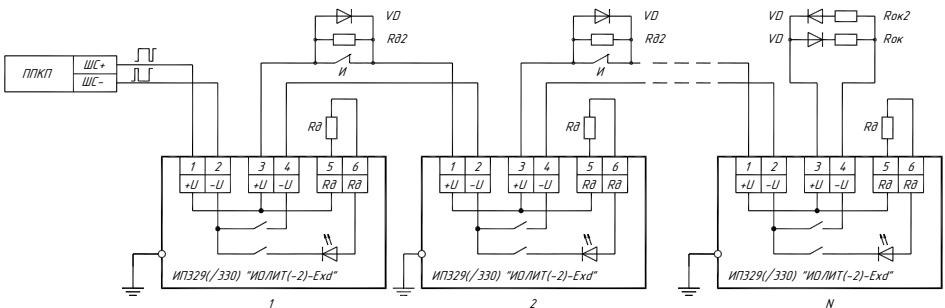 VD VD VD Rок2
Rд2 Rд2 VD Rок
ППКП ШС+
ШС-
И И
Rд Rд Rд
1 2 3 4 5 6 1 2 3 4 5 6 1 2 3 4 5 6
+U -U +U -U Rд Rд +U -U +U -U Rд Rд +U -U +U -U Rд Rд
ИП329(/330) "ИОЛИТ(-2)-Exd" ИП329(/330) "ИОЛИТ(-2)-Exd" ИП329(/330) "ИОЛИТ(-2)-Exd"
1 2 N